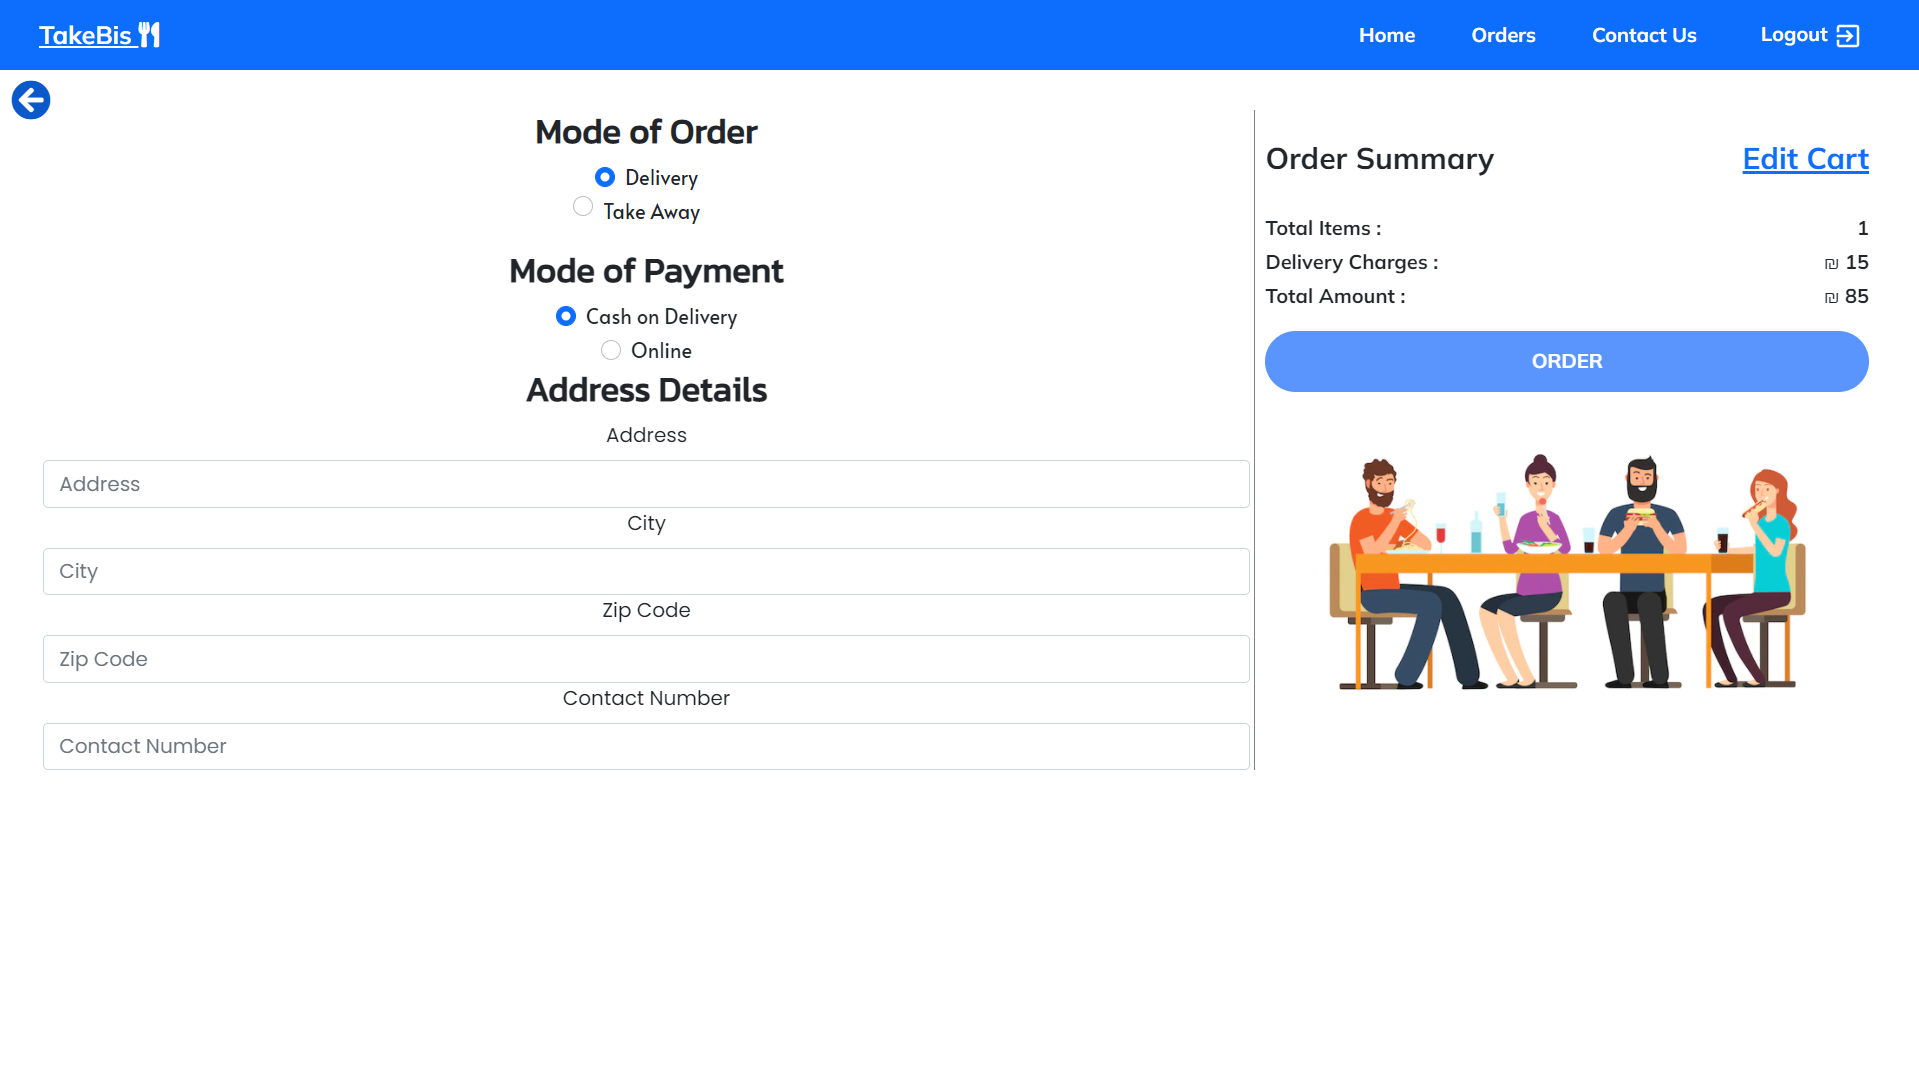 TakeBis
Home
Orders
Contact Us
Logout
Mode of Order
Delivery
Take Away
Mode of Payment
Cash on Delivery
Online
Address Details
Address
Address
City
City
Zip Code
Zip Code
Contact Number
Contact Number
Order Summary
Edit Cart
Total Items : 1
Delivery Charges : ₪ 15
Total Amount : ₪ 85
ORDER